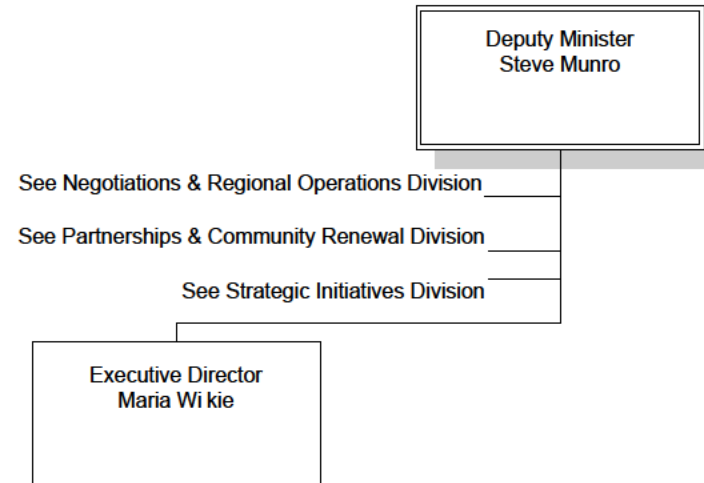 Deputy Minister
Steve Munro
See Negotiations & Regional Operations Division
See Partnerships & Community Renewal Division
See Strategic Initiatives Division
Executive Director
Maria Wi kie